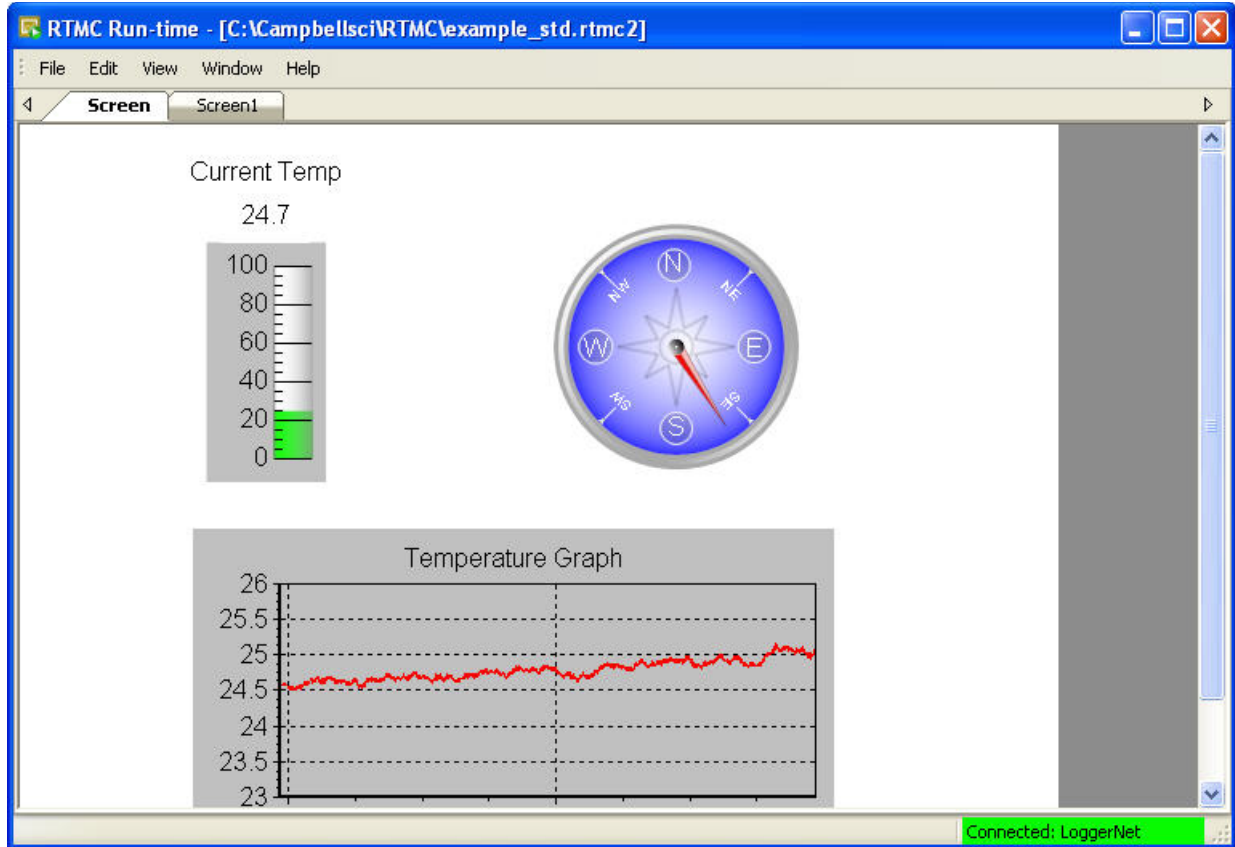 RTMC Run-time - [C:\Campbellsci\RTMC\example_std.rtmc2]
File Edit View Window Help
Screen Screen1
Current Temp
24.7
100
80
60
40
20
0
N
NW NE
W E
SW SE
S
Temperature Graph
26
25.5
25
24.5
24
23.5
23
Connected: LoggerNet